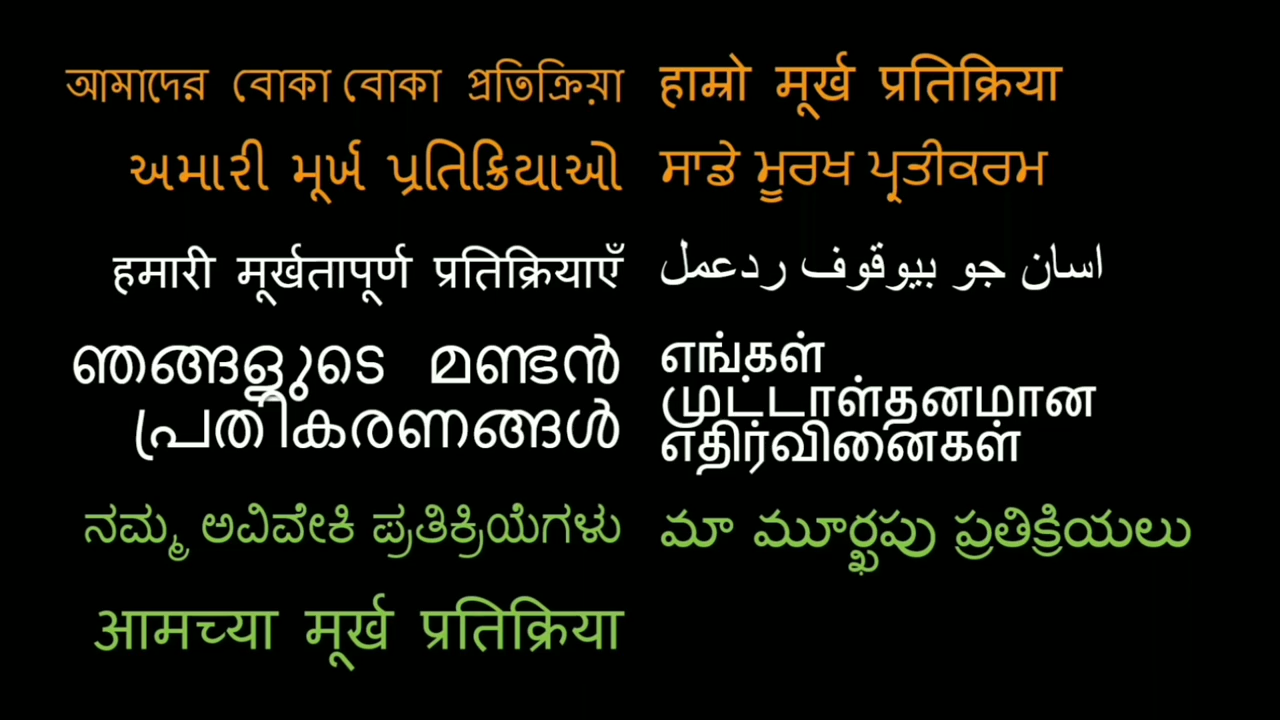 আমাদের বোকা বোকা প্রতিক্রিয়া
हाम्रो मूर्ख प्रतिक्रिया
અમારી મૂર્ખ પ્રતિક્રિયાઓ
ਸਾਡੇ ਮੂਰਖ ਪ੍ਰਤੀਕਰਮ
हमारी मूर्खतापूर्ण प्रतिक्रियाएँ
اسان جو بيوقوف ردعمل
ഞങ്ങളുടെ മണ്ടൻ
പ്രതികരണങ്ങൾ
எங்கள்
முட்டாள்தனமான
எதிர்வினைகள்
ನಮ್ಮ ಅವಿವೇಕಿ ಪ್ರತಿಕ್ರಿಯೆಗಳು
మా మూర్ఖపు ప్రతిక్రియలు
आमच्या मूर्ख प्रतिक्रिया